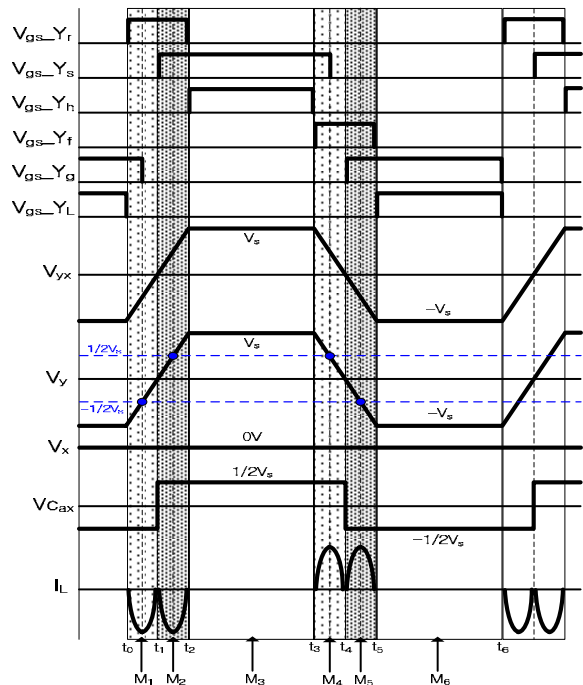 Vgs_Yr
Vgs_Ys
Vgs_Yh
Vgs_Yf
Vgs_Yg
Vgs_YL
Vs
Vyx
−Vs
Vs
1/2Vs
Vy
−1/2Vs
−Vs
0V
Vx
1/2Vs
VCax
−1/2Vs
IL
t0 t1 t2 t3 t4 t5 t6
M1 M2 M3 M4 M5 M6